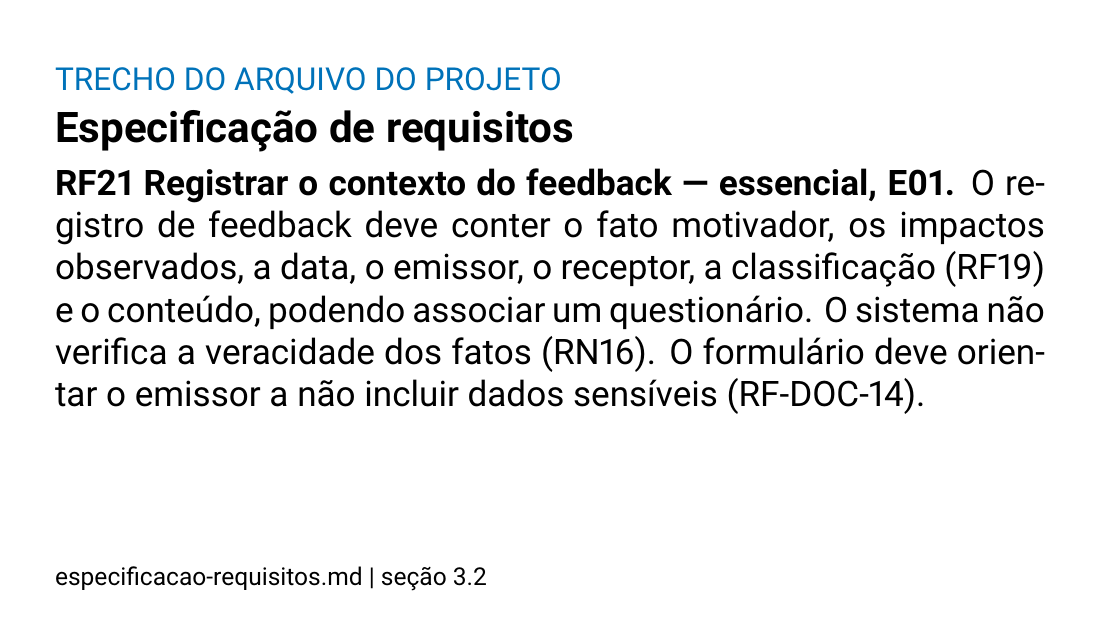 TRECHO DO ARQUIVO DO PROJETO
Especificação de requisitos
RF21 Registrar o contexto do feedback — essencial, E01. O re-
gistro de feedback deve conter o fato motivador, os impactos
observados, a data, o emissor, o receptor, a classificação (RF19)
e o conteúdo, podendo associar um questionário. O sistema não
verifica a veracidade dos fatos (RN16). O formulário deve orien-
tar o emissor a não incluir dados sensíveis (RF-DOC-14).
especificacao-requisitos.md | seção 3.2